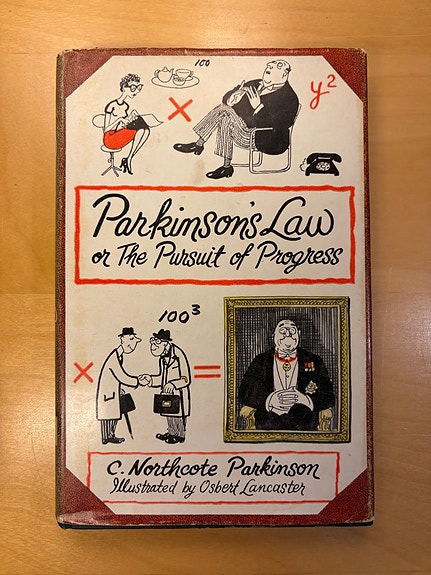 100
× y²
Parkinson's Law
or The Pursuit of Progress
100³
× =
C. Northcote Parkinson
Illustrated by Osbert Lancaster